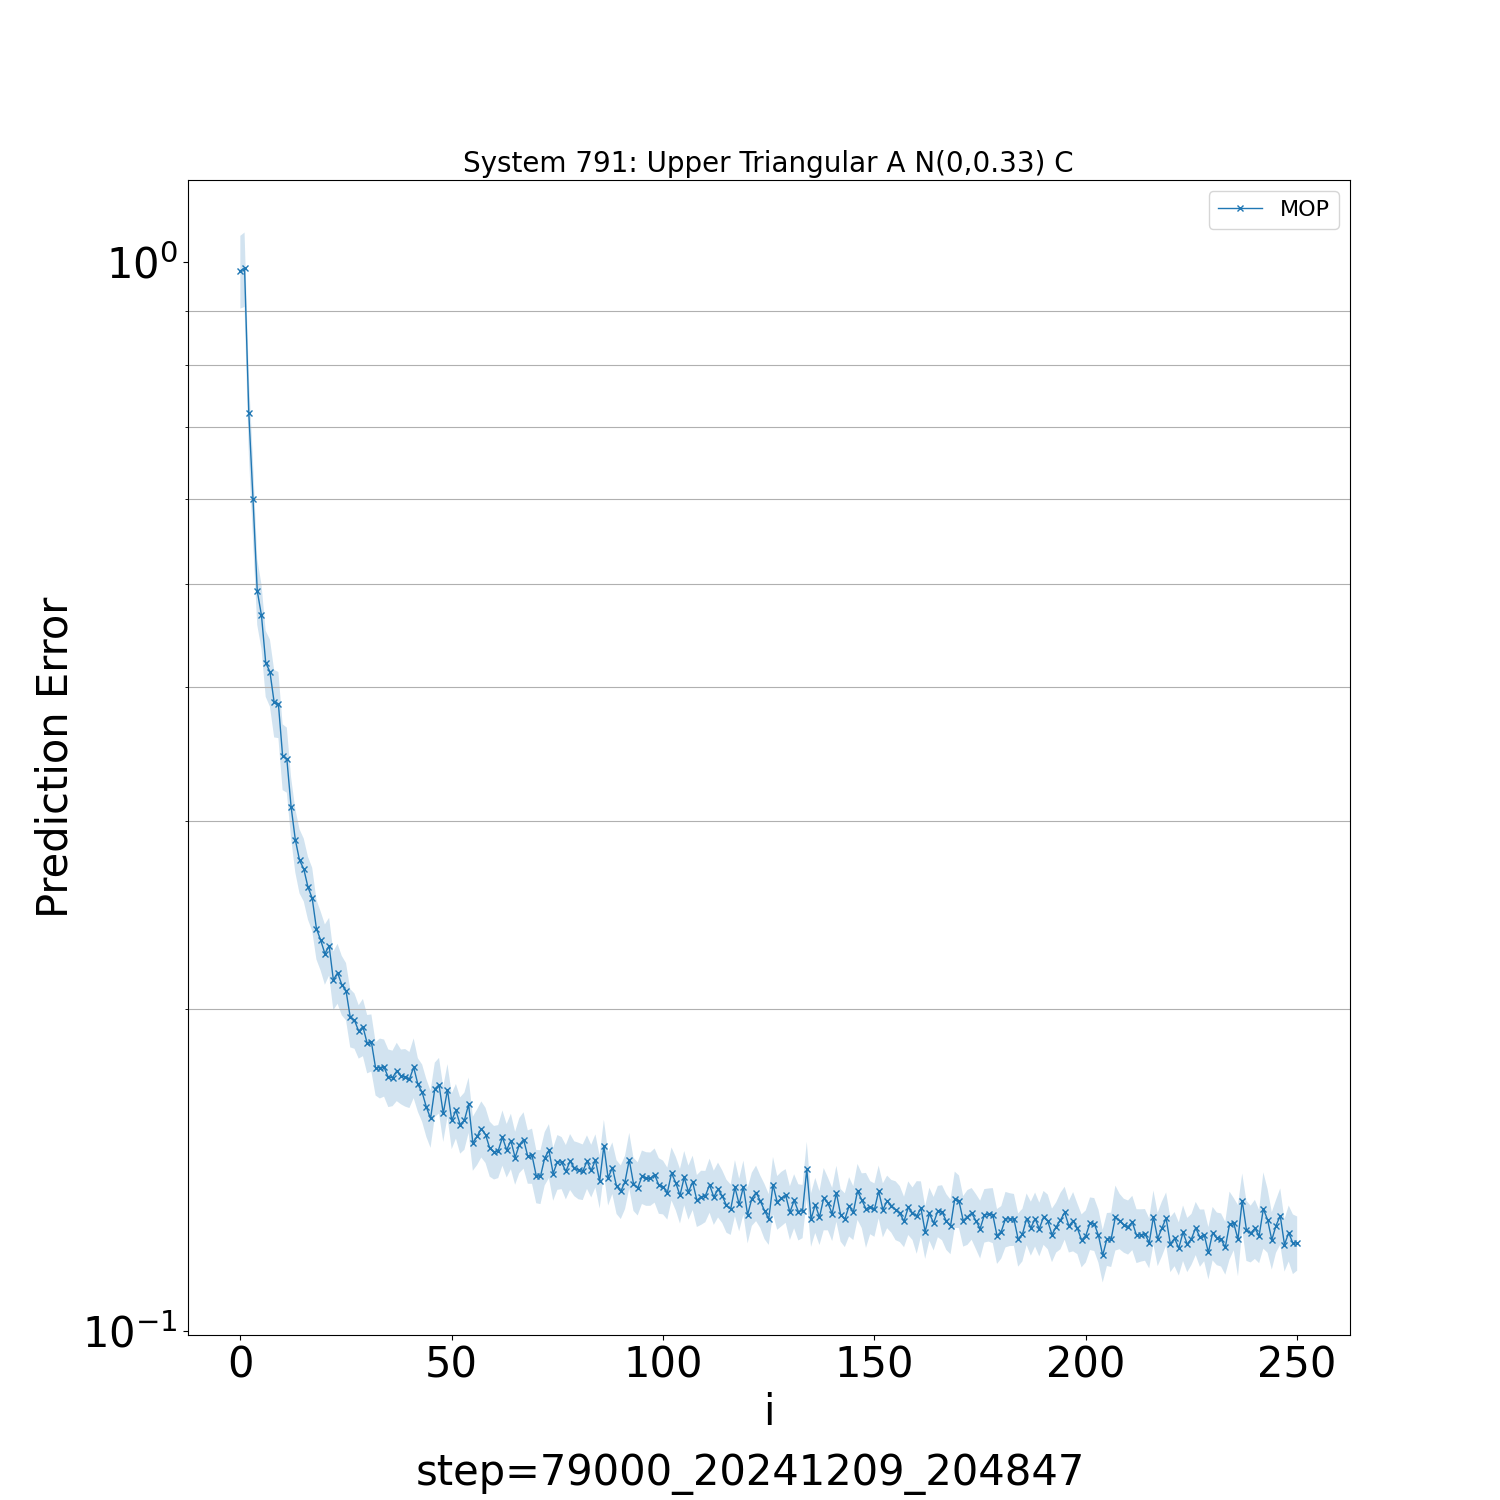 System 791: Upper Triangular A N(0,0.33) C
MOP
10⁰
10⁻¹
Prediction Error
0 50 100 150 200 250
i
step=79000_20241209_204847